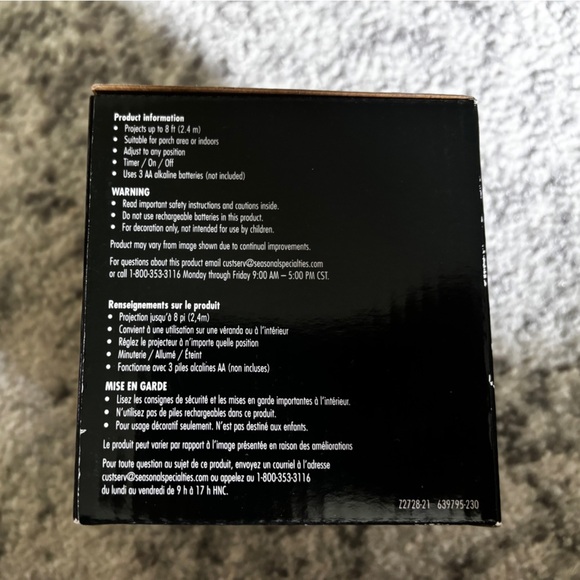 Product information
• Projects up to 8 ft (2.4 m)
• Suitable for porch area or indoors
• Adjust to any position
• Timer / On / Off
• Uses 3 AA alkaline batteries (not included)
WARNING
• Read important safety instructions and cautions inside.
• Do not use rechargeable batteries in this product.
• For decoration only, not intended for use by children.
Product may vary from image shown due to continual improvements.
For questions about this product email custserv@seasonalspecialties.com
or call 1-800-353-3116 Monday through Friday 9:00 AM – 5:00 PM CST.
Renseignements sur le produit
• Projection jusqu'à 8 pi (2,4m)
• Convient à une utilisation sur une véranda ou à l'intérieur
• Réglez le projecteur à n'importe quelle position
• Minuterie / Allumé / Éteint
• Fonctionne avec 3 piles alcalines AA (non incluses)
MISE EN GARDE
• Lisez les consignes de sécurité et les mises en garde importantes à l'intérieur.
• N'utilisez pas de piles rechargeables dans ce produit.
• Pour usage décoratif seulement. N'est pas destiné aux enfants.
Le produit peut varier par rapport à l'image présentée en raison des améliorations
Pour toute question au sujet de ce produit, envoyez un courriel à l'adresse
custserv@seasonalspecialties.com ou appelez au 1-800-353-3116
du lundi au vendredi de 9 h à 17 h HNC.
Z2728-21 639795-230